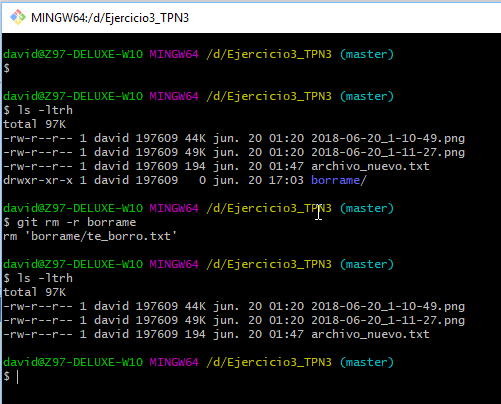 MINGW64:/d/Ejercicio3_TPN3
david@Z97-DELUXE-W10 MINGW64 /d/Ejercicio3_TPN3 (master)
$
david@Z97-DELUXE-W10 MINGW64 /d/Ejercicio3_TPN3 (master)
$ ls -ltrh
total 97K
-rw-r--r-- 1 david 197609 44K jun. 20 01:20 2018-06-20_1-10-49.png
-rw-r--r-- 1 david 197609 49K jun. 20 01:20 2018-06-20_1-11-27.png
-rw-r--r-- 1 david 197609 194 jun. 20 01:47 archivo_nuevo.txt
drwxr-xr-x 1 david 197609   0 jun. 20 17:03 borrame/
david@Z97-DELUXE-W10 MINGW64 /d/Ejercicio3_TPN3 (master)
$ git rm -r borrame
rm 'borrame/te_borro.txt'
david@Z97-DELUXE-W10 MINGW64 /d/Ejercicio3_TPN3 (master)
$ ls -ltrh
total 97K
-rw-r--r-- 1 david 197609 44K jun. 20 01:20 2018-06-20_1-10-49.png
-rw-r--r-- 1 david 197609 49K jun. 20 01:20 2018-06-20_1-11-27.png
-rw-r--r-- 1 david 197609 194 jun. 20 01:47 archivo_nuevo.txt
david@Z97-DELUXE-W10 MINGW64 /d/Ejercicio3_TPN3 (master)
$